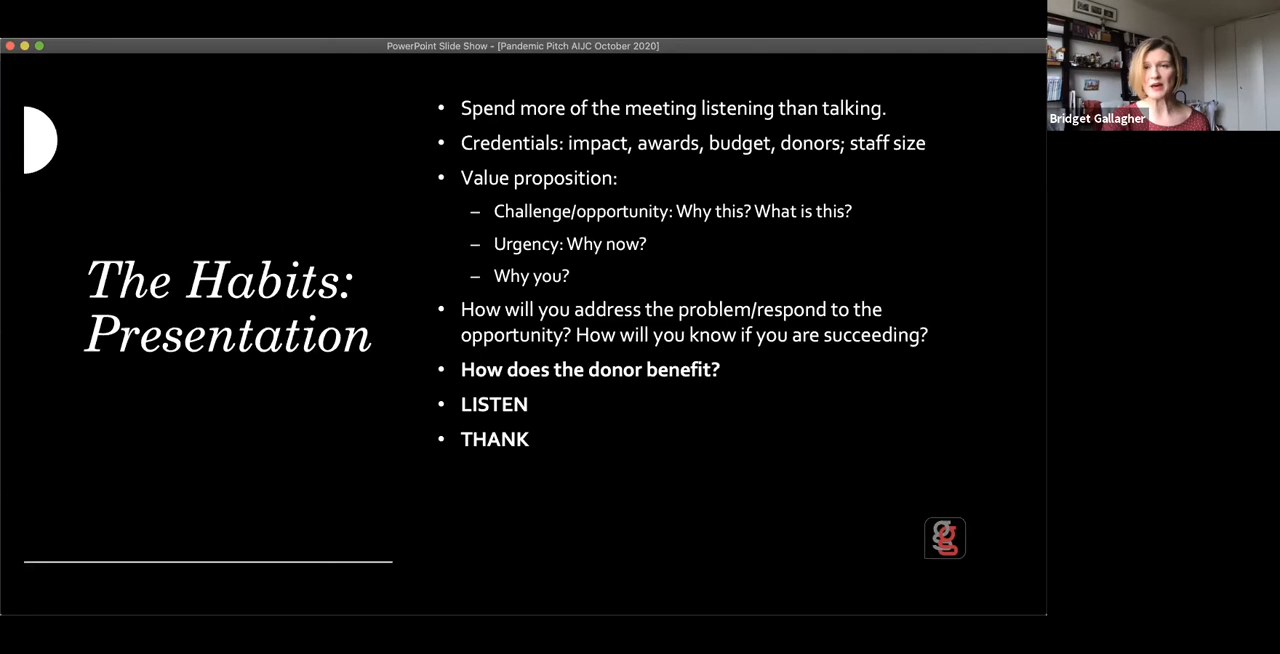 PowerPoint Slide Show - [Pandemic Pitch AIJC October 2020]
Bridget Gallagher
The Habits:
Presentation
• Spend more of the meeting listening than talking.
• Credentials: impact, awards, budget, donors; staff size
• Value proposition:
– Challenge/opportunity: Why this? What is this?
– Urgency: Why now?
– Why you?
• How will you address the problem/respond to the
opportunity? How will you know if you are succeeding?
• How does the donor benefit?
• LISTEN
• THANK
gg